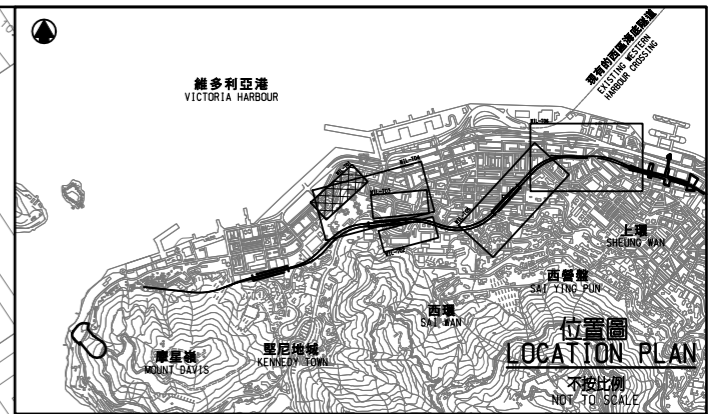 維多利亞港
VICTORIA HARBOUR
現有的西區海底隧道
EXISTING WESTERN
HARBOUR CROSSING
上環
SHEUNG WAN
西營盤
SAI YING PUN
西環
SAI WAN
堅尼地城
KENNEDY TOWN
摩星嶺
MOUNT DAVIS
位置圖
LOCATION PLAN
不按比例
NOT TO SCALE